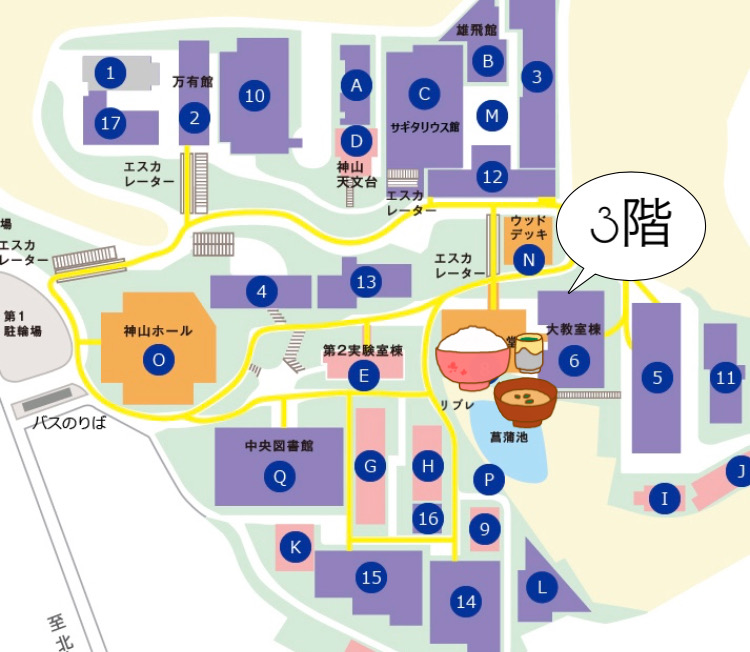 雄飛館
B
3
1
万有館
10
A
C
17
2
M
サギタリウス館
D
神山
天文台
12
エスカ
レーター
エスカ
レーター
3階
ウッド
デッキ
N
場
エスカ
レーター
エスカ
レーター
4
13
第1
駐輪場
神山ホール
O
第2実験室棟
E
堂
大教室棟
6
5
11
バスのりば
リブレ
菖蒲池
中央図書館
Q
G
H
P
J
I
16
9
K
15
14
L
至
北